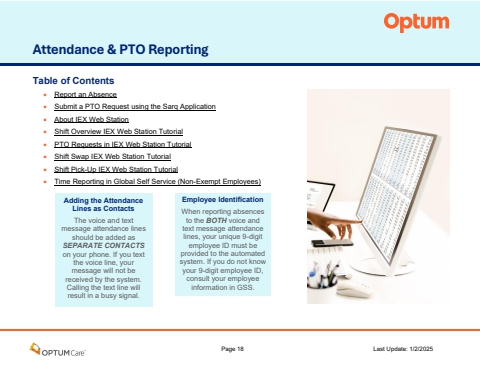 Optum
Attendance & PTO Reporting
Table of Contents
• Report an Absence
• Submit a PTO Request using the Sarq Application
• About IEX Web Station
• Shift Overview IEX Web Station Tutorial
• PTO Requests in IEX Web Station Tutorial
• Shift Swap IEX Web Station Tutorial
• Shift Pick-Up IEX Web Station Tutorial
• Time Reporting in Global Self Service (Non-Exempt Employees)
Adding the Attendance
Lines as Contacts
The voice and text
message attendance lines
should be added as
SEPARATE CONTACTS
on your phone. If you text
the voice line, your
message will not be
received by the system.
Calling the text line will
result in a busy signal.
Employee Identification
When reporting absences
to the BOTH voice and
text message attendance
lines, your unique 9-digit
employee ID must be
provided to the automated
system. If you do not know
your 9-digit employee ID,
consult your employee
information in GSS.
OPTUMCare™
Page 18
Last Update: 1/2/2025